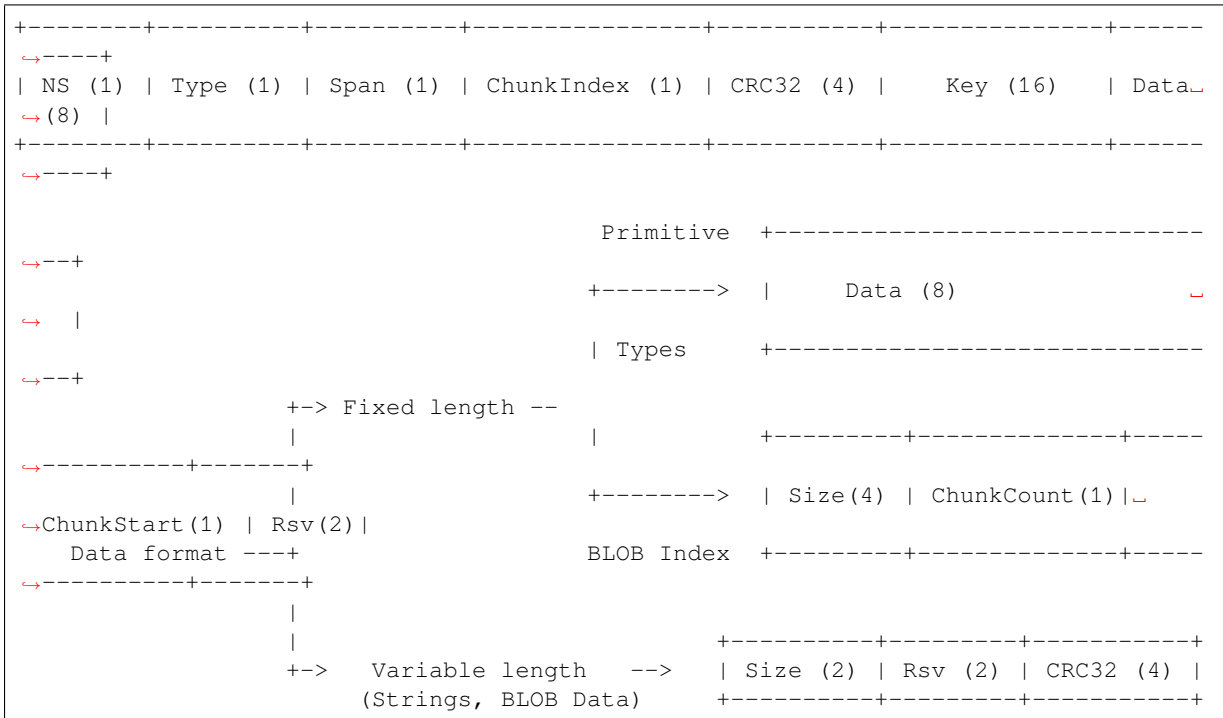 +--------+----------+----------+----------------+-----------+---------------+------
↪----+
| NS (1) | Type (1) | Span (1) | ChunkIndex (1) | CRC32 (4) |    Key (16)    | Data␣
↪(8) |
+--------+----------+----------+----------------+-----------+---------------+------
↪----+
                                         Primitive  +------------------------------
↪--+
                                        +-------->  |     Data (8)                ␣
↪  |
                                        | Types     +------------------------------
↪--+
                   +-> Fixed length --
                   |                    |           +---------+--------------+-----
↪----------+-------+
                   |                    +-------->  | Size(4) | ChunkCount(1)|␣
↪ChunkStart(1) | Rsv(2)|
    Data format ---+                    BLOB Index  +---------+--------------+-----
↪----------+-------+
                   |
                   |                             +----------+---------+-----------+
                   +->   Variable length   -->   | Size (2) | Rsv (2) | CRC32 (4) |
                        (Strings, BLOB Data)     +----------+---------+-----------+